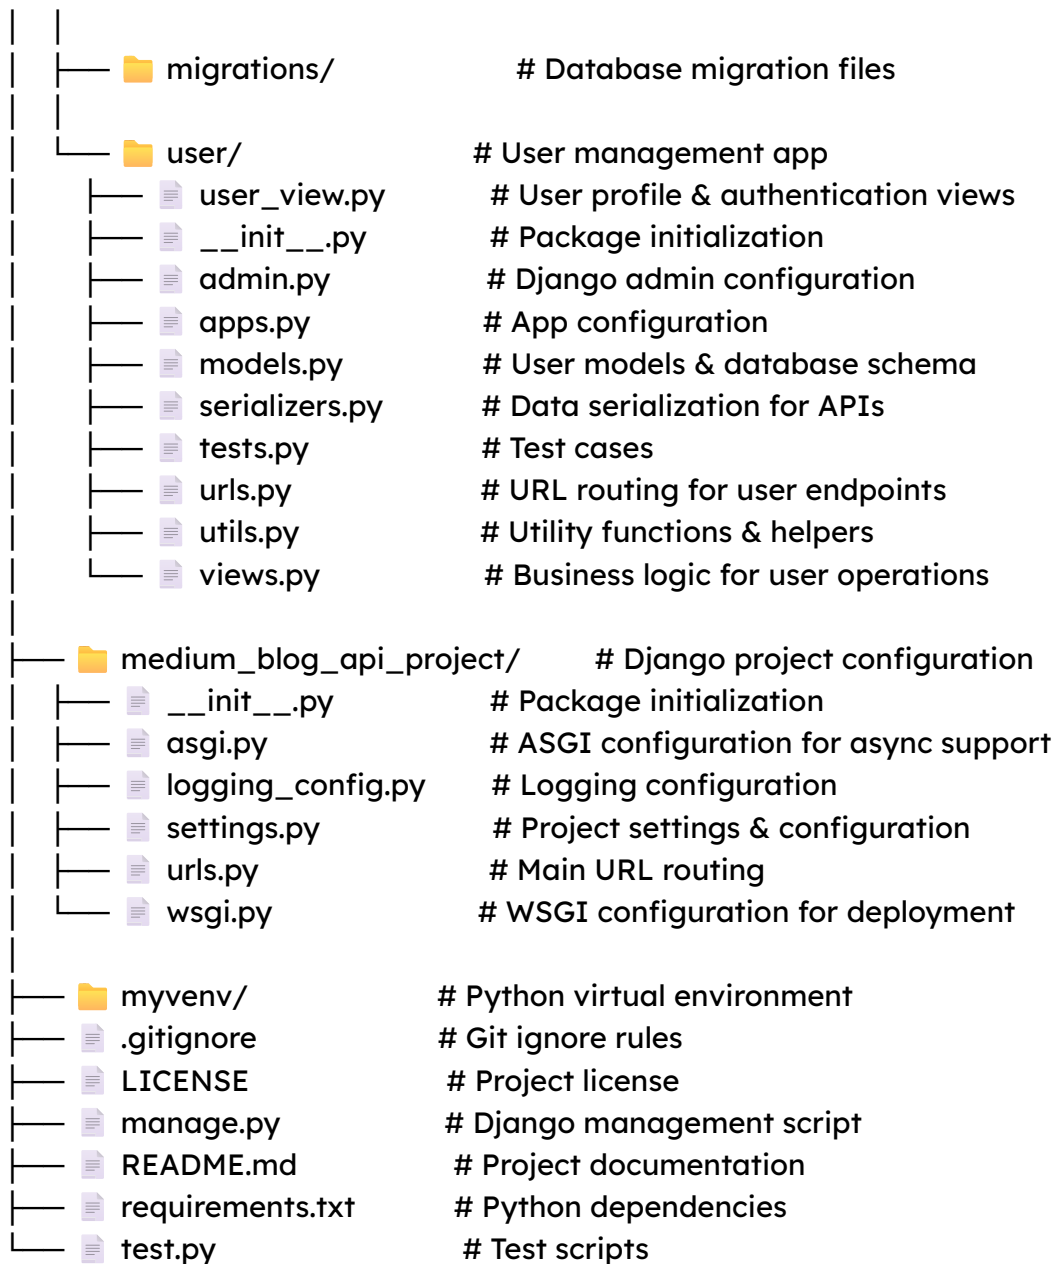 migrations/ # Database migration files
user/ # User management app
user_view.py # User profile & authentication views
__init__.py # Package initialization
admin.py # Django admin configuration
apps.py # App configuration
models.py # User models & database schema
serializers.py # Data serialization for APIs
tests.py # Test cases
urls.py # URL routing for user endpoints
utils.py # Utility functions & helpers
views.py # Business logic for user operations
medium_blog_api_project/ # Django project configuration
__init__.py # Package initialization
asgi.py # ASGI configuration for async support
logging_config.py # Logging configuration
settings.py # Project settings & configuration
urls.py # Main URL routing
wsgi.py # WSGI configuration for deployment
myvenv/ # Python virtual environment
.gitignore # Git ignore rules
LICENSE # Project license
manage.py # Django management script
README.md # Project documentation
requirements.txt # Python dependencies
test.py # Test scripts